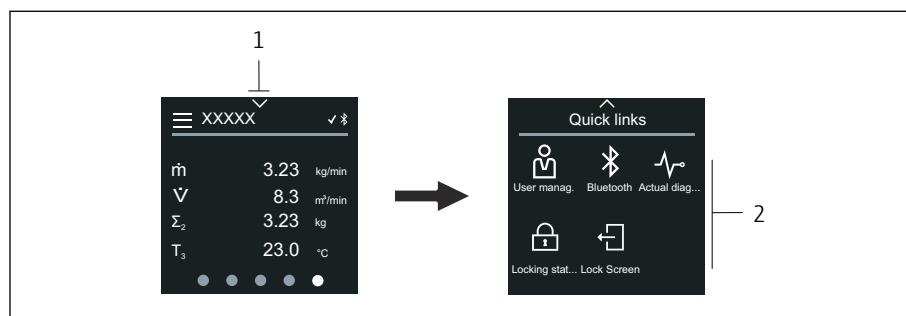 1
XXXXX
ṁ 3.23 kg/min
V̇ 8.3 m³/min
Σ₂ 3.23 kg
T₃ 23.0 °C
Quick links
User manag. Bluetooth Actual diag...
Locking stat... Lock Screen
2